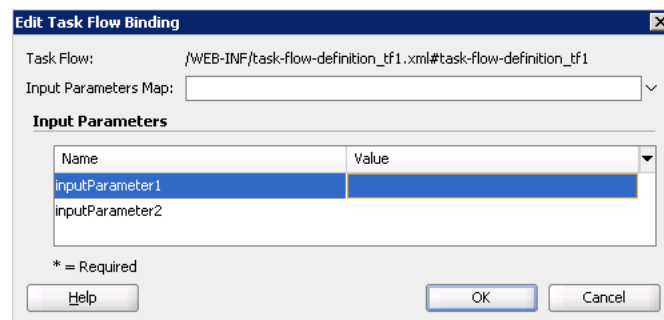 Edit Task Flow Binding
Task Flow: /WEB-INF/task-flow-definition_tf1.xml#task-flow-definition_tf1
Input Parameters Map:
Input Parameters
Name Value
inputParameter1
inputParameter2
* = Required
Help OK Cancel